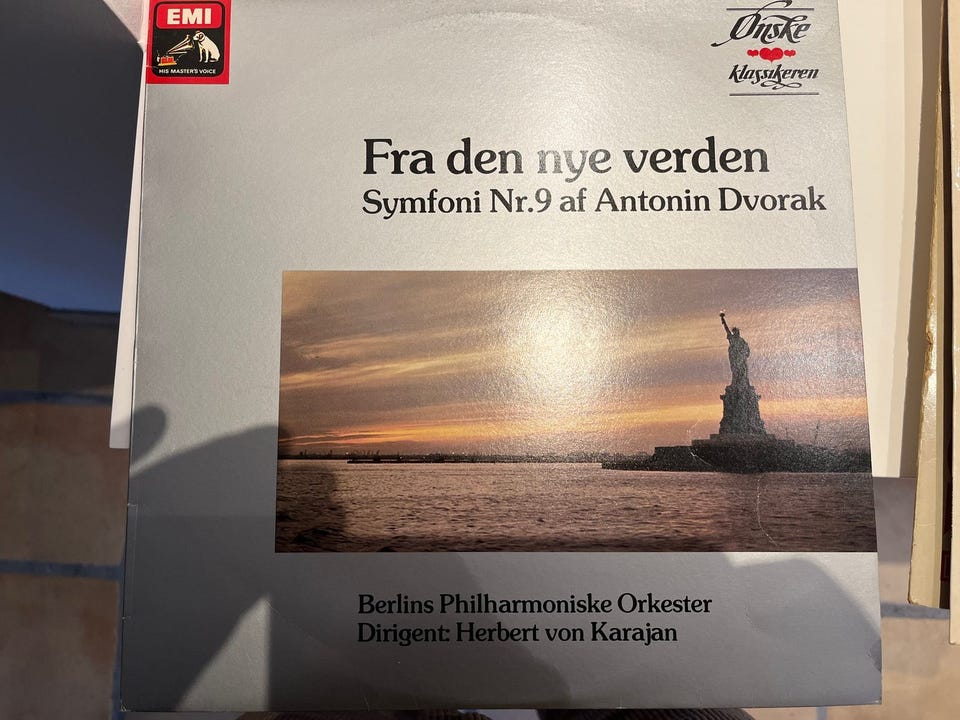 EMI
HIS MASTER'S VOICE
Ønske
klassikeren
Fra den nye verden
Symfoni Nr.9 af Antonin Dvorak
Berlins Philharmoniske Orkester
Dirigent: Herbert von Karajan